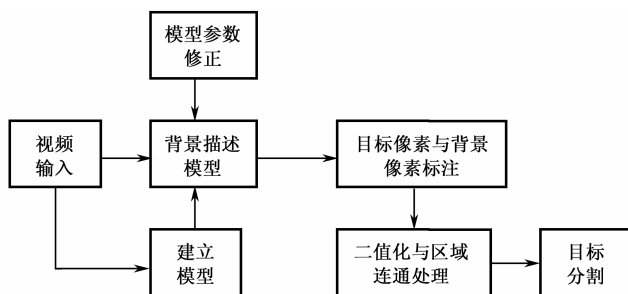 模型参数
修正
视频
输入
背景描述
模型
目标像素与背景
像素标注
建立
模型
二值化与区域
连通处理
目标
分割